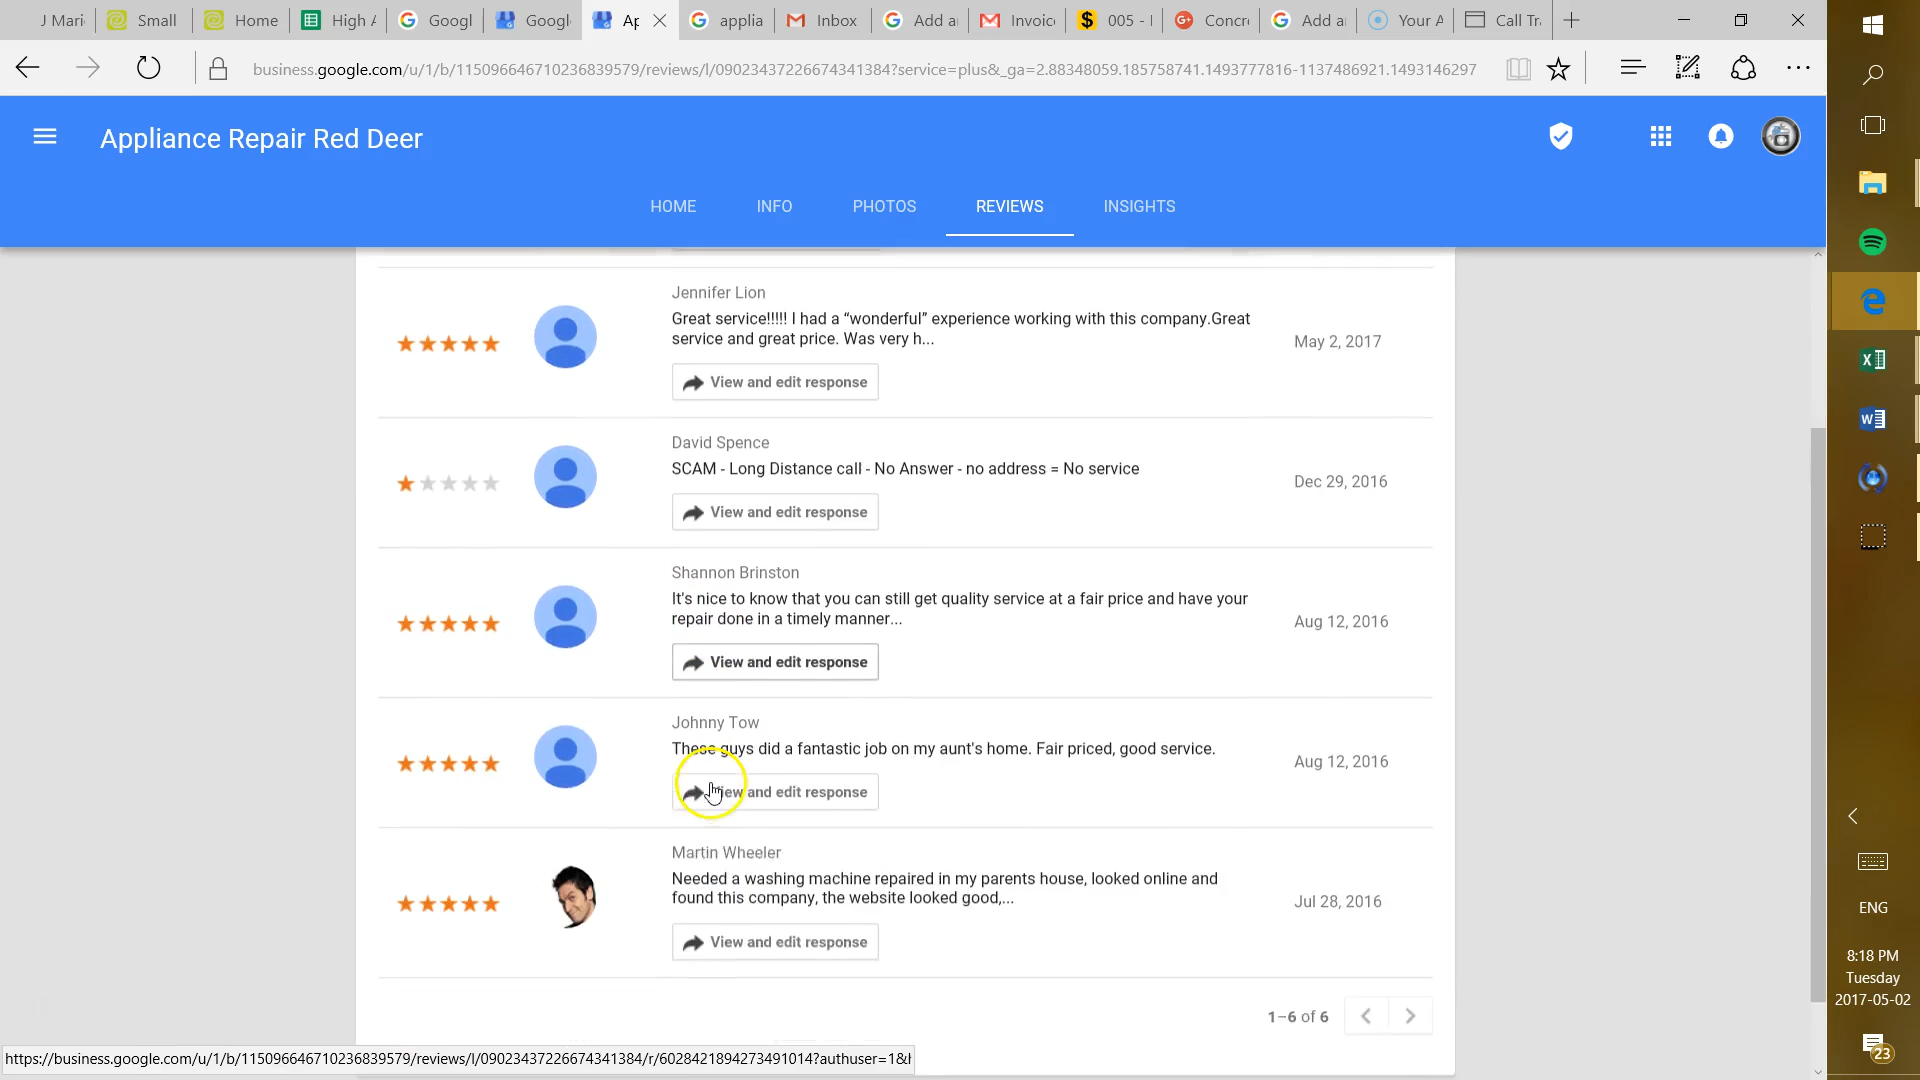 J Mari
Small
Home
High A
Googl
Google
Ap
applia
Inbox
Add a
Invoic
005 - I
Concre
Add a
Your A
Call Tr
business.google.com/u/1/b/115096646710236839579/reviews/l/09023437226674341384?service=plus&_ga=2.88348059.185758741.1493777816-1137486921.1493146297
Appliance Repair Red Deer
HOME INFO PHOTOS REVIEWS INSIGHTS
Jennifer Lion
Great service!!!!! I had a “wonderful” experience working with this company.Great
service and great price. Was very h...
May 2, 2017
View and edit response
David Spence
SCAM - Long Distance call - No Answer - no address = No service
Dec 29, 2016
View and edit response
Shannon Brinston
It's nice to know that you can still get quality service at a fair price and have your
repair done in a timely manner...
Aug 12, 2016
View and edit response
Johnny Tow
These guys did a fantastic job on my aunt's home. Fair priced, good service.
Aug 12, 2016
View and edit response
Martin Wheeler
Needed a washing machine repaired in my parents house, looked online and
found this company, the website looked good,...
Jul 28, 2016
View and edit response
1–6 of 6
https://business.google.com/u/1/b/115096646710236839579/reviews/l/09023437226674341384/r/6028421894273491014?authuser=1&
ENG
8:18 PM
Tuesday
2017-05-02
23